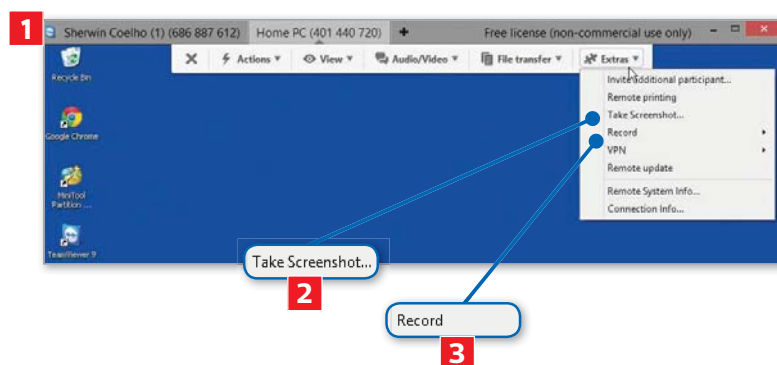 1
Sherwin Coelho (1) (686 887 612) Home PC (401 440 720) + Free license (non-commercial use only)
Actions View Audio/Video File transfer Extras
Recycle Bin
Google Chrome
MiniTool
Partition ...
TeamViewer 9
Invite additional participant...
Remote printing
Take Screenshot...
Record
VPN
Remote update
Remote System Info...
Connection Info...
Take Screenshot...
2
Record
3